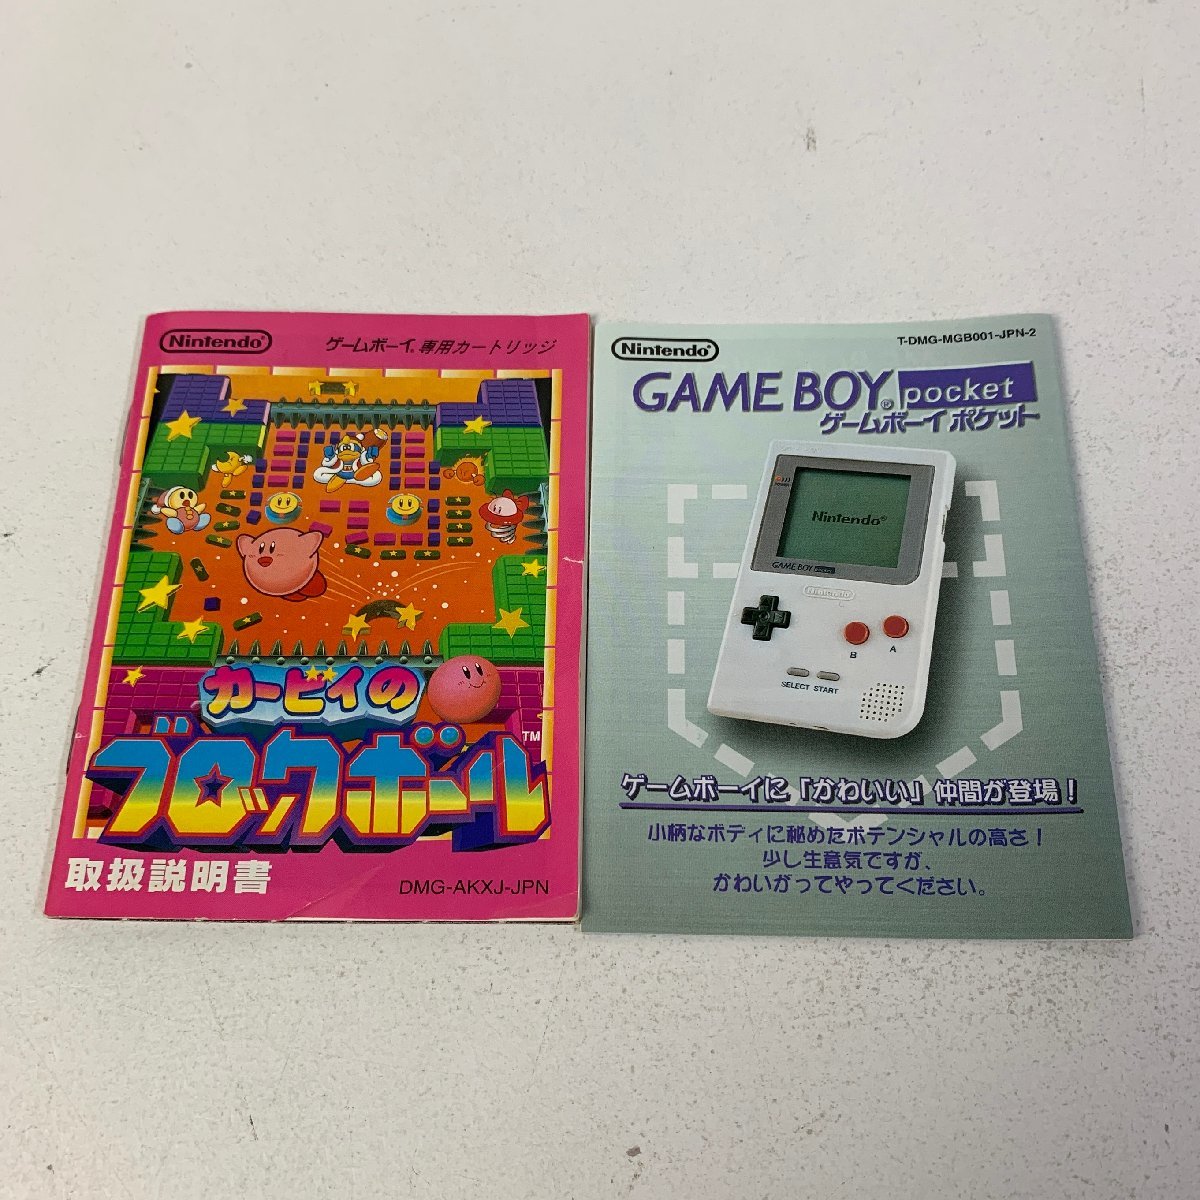 Nintendo®
ゲームボーイ®専用カートリッジ
カービィの
ブロックボール™
取扱説明書
DMG-AKXJ-JPN
Nintendo®
T-DMG-MGB001-JPN-2
GAME BOY® pocket
ゲームボーイポケット
Nintendo®
GAME BOY pocket
Nintendo
B A
SELECT START
ゲームボーイに「かわいい」仲間が登場！
小柄なボディに秘めたポテンシャルの高さ！
少し生意気ですが、
かわいがってやってください。